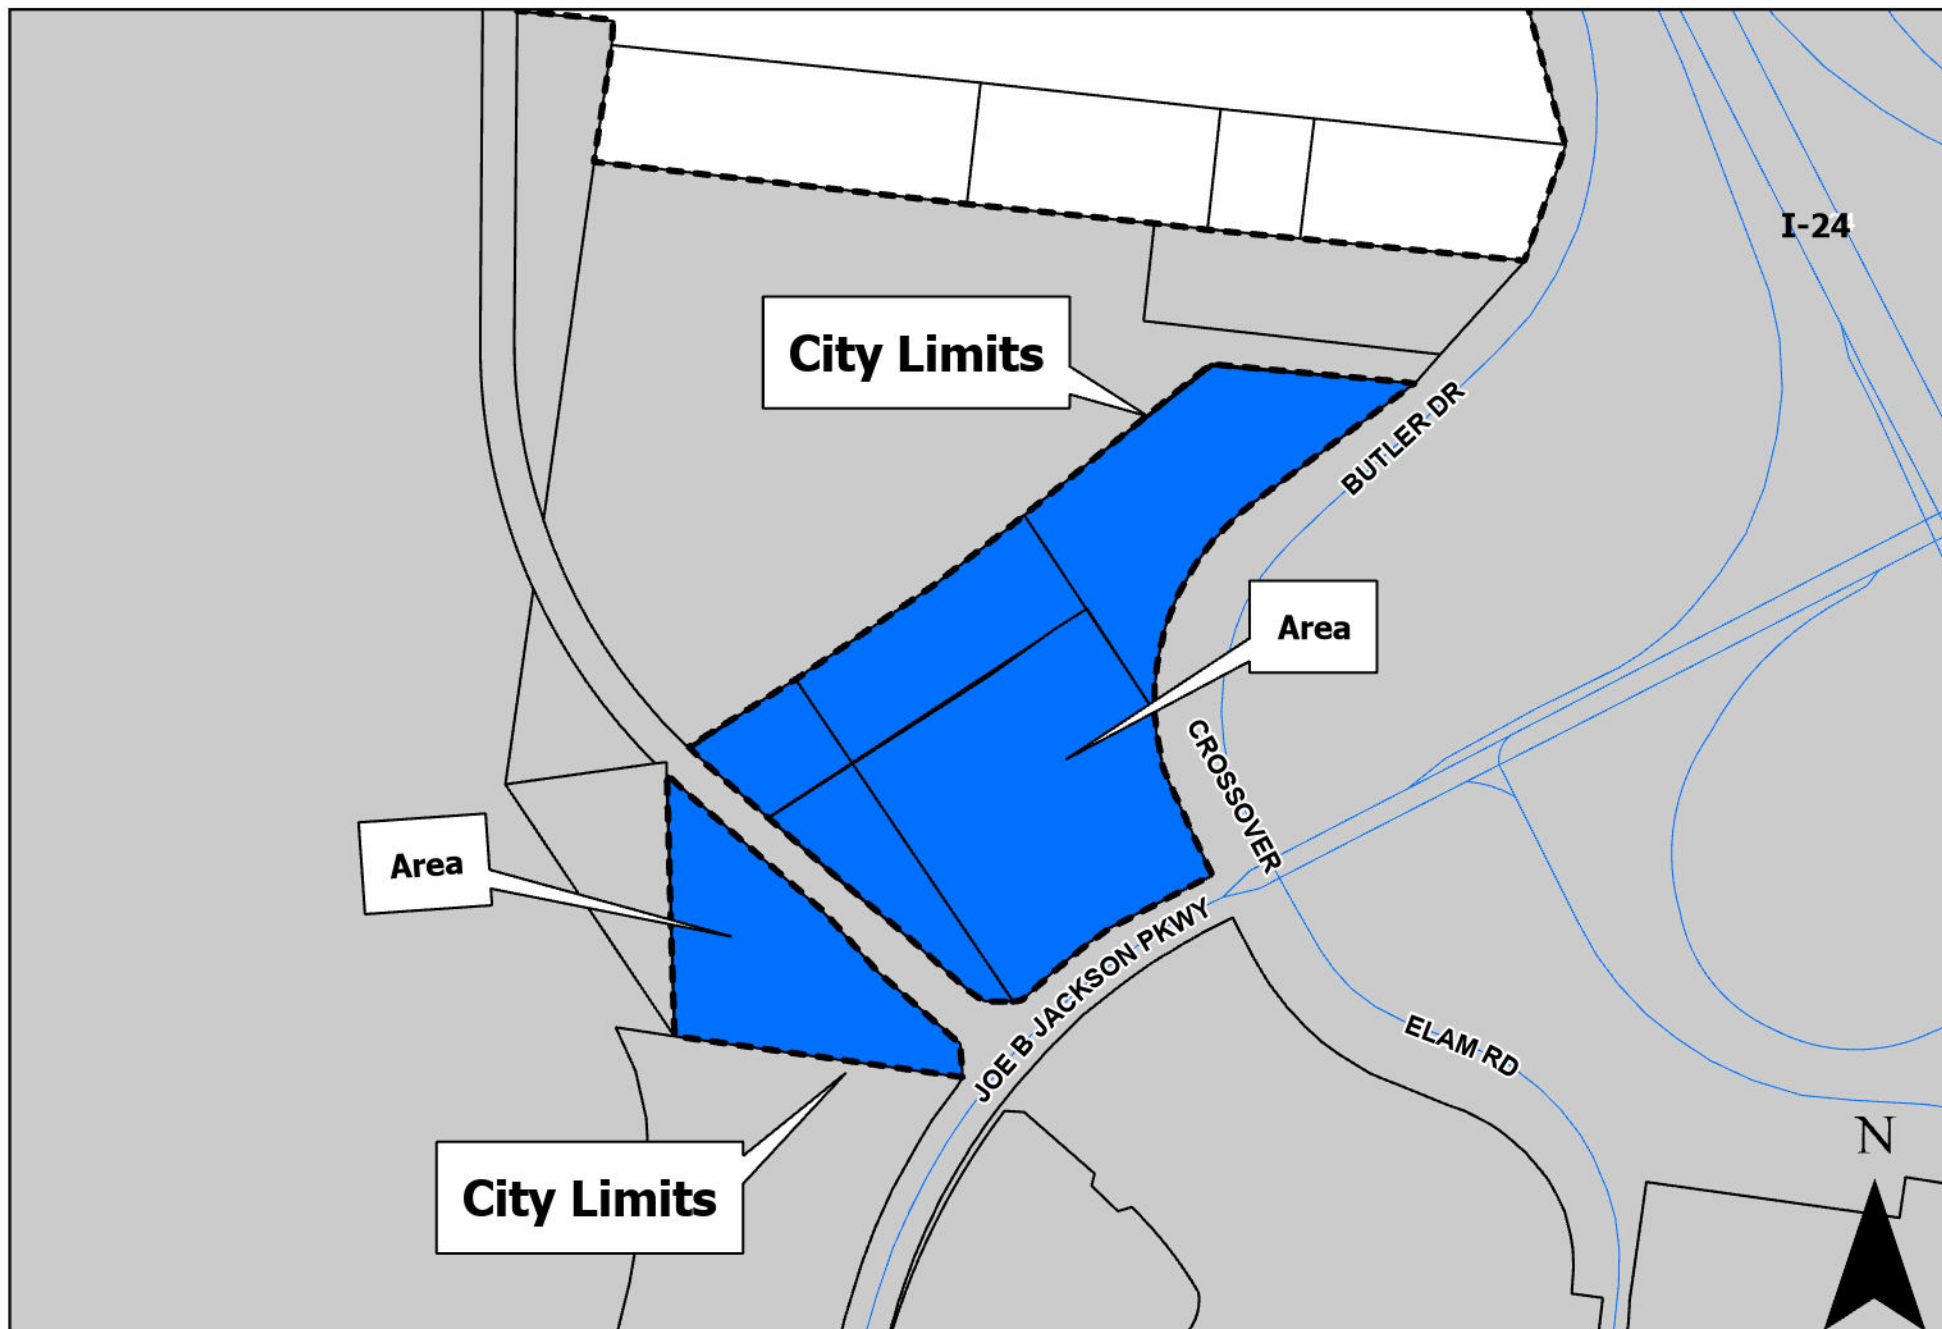 I-24
City Limits
BUTLER DR
Area
CROSSOVER
Area
JOE B JACKSON PKWY
ELAM RD
N
City Limits